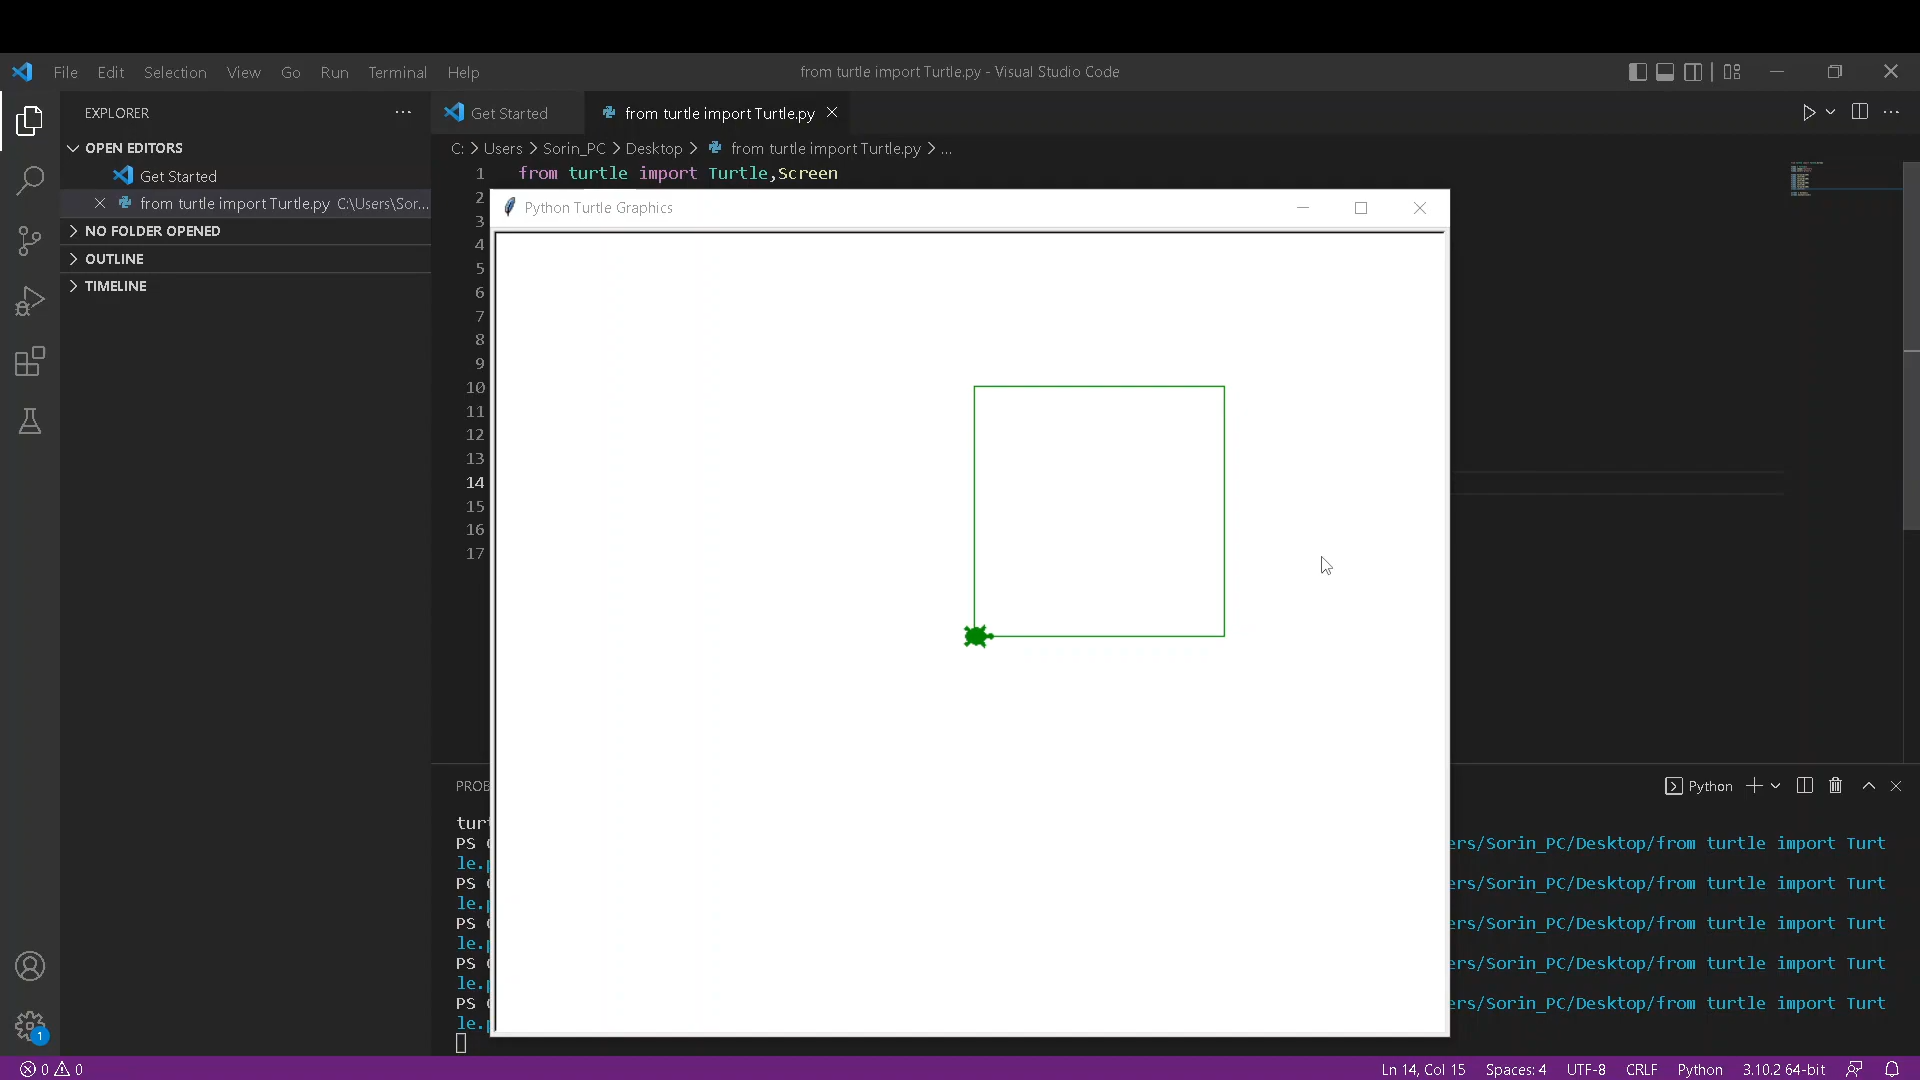 File Edit Selection View Go Run Terminal Help
from turtle import Turtle.py - Visual Studio Code
EXPLORER
Get Started
from turtle import Turtle.py
OPEN EDITORS
C: > Users > Sorin_PC > Desktop > from turtle import Turtle.py > ...
Get Started
from turtle import Turtle.py C:\Users\Sor...
NO FOLDER OPENED
OUTLINE
TIMELINE
1 from turtle import Turtle,Screen
2
3
4
5
6
7
8
9
10
11
12
13
14
15
16
17
Python Turtle Graphics
PROB
Python
turt
PS C
ers/Sorin_PC/Desktop/from turtle import Turt
le.p
PS C
ers/Sorin_PC/Desktop/from turtle import Turt
le.p
PS C
ers/Sorin_PC/Desktop/from turtle import Turt
le.p
PS C
ers/Sorin_PC/Desktop/from turtle import Turt
le.p
PS C
ers/Sorin_PC/Desktop/from turtle import Turt
le.p
1
0 0
Ln 14, Col 15 Spaces: 4 UTF-8 CRLF Python 3.10.2 64-bit